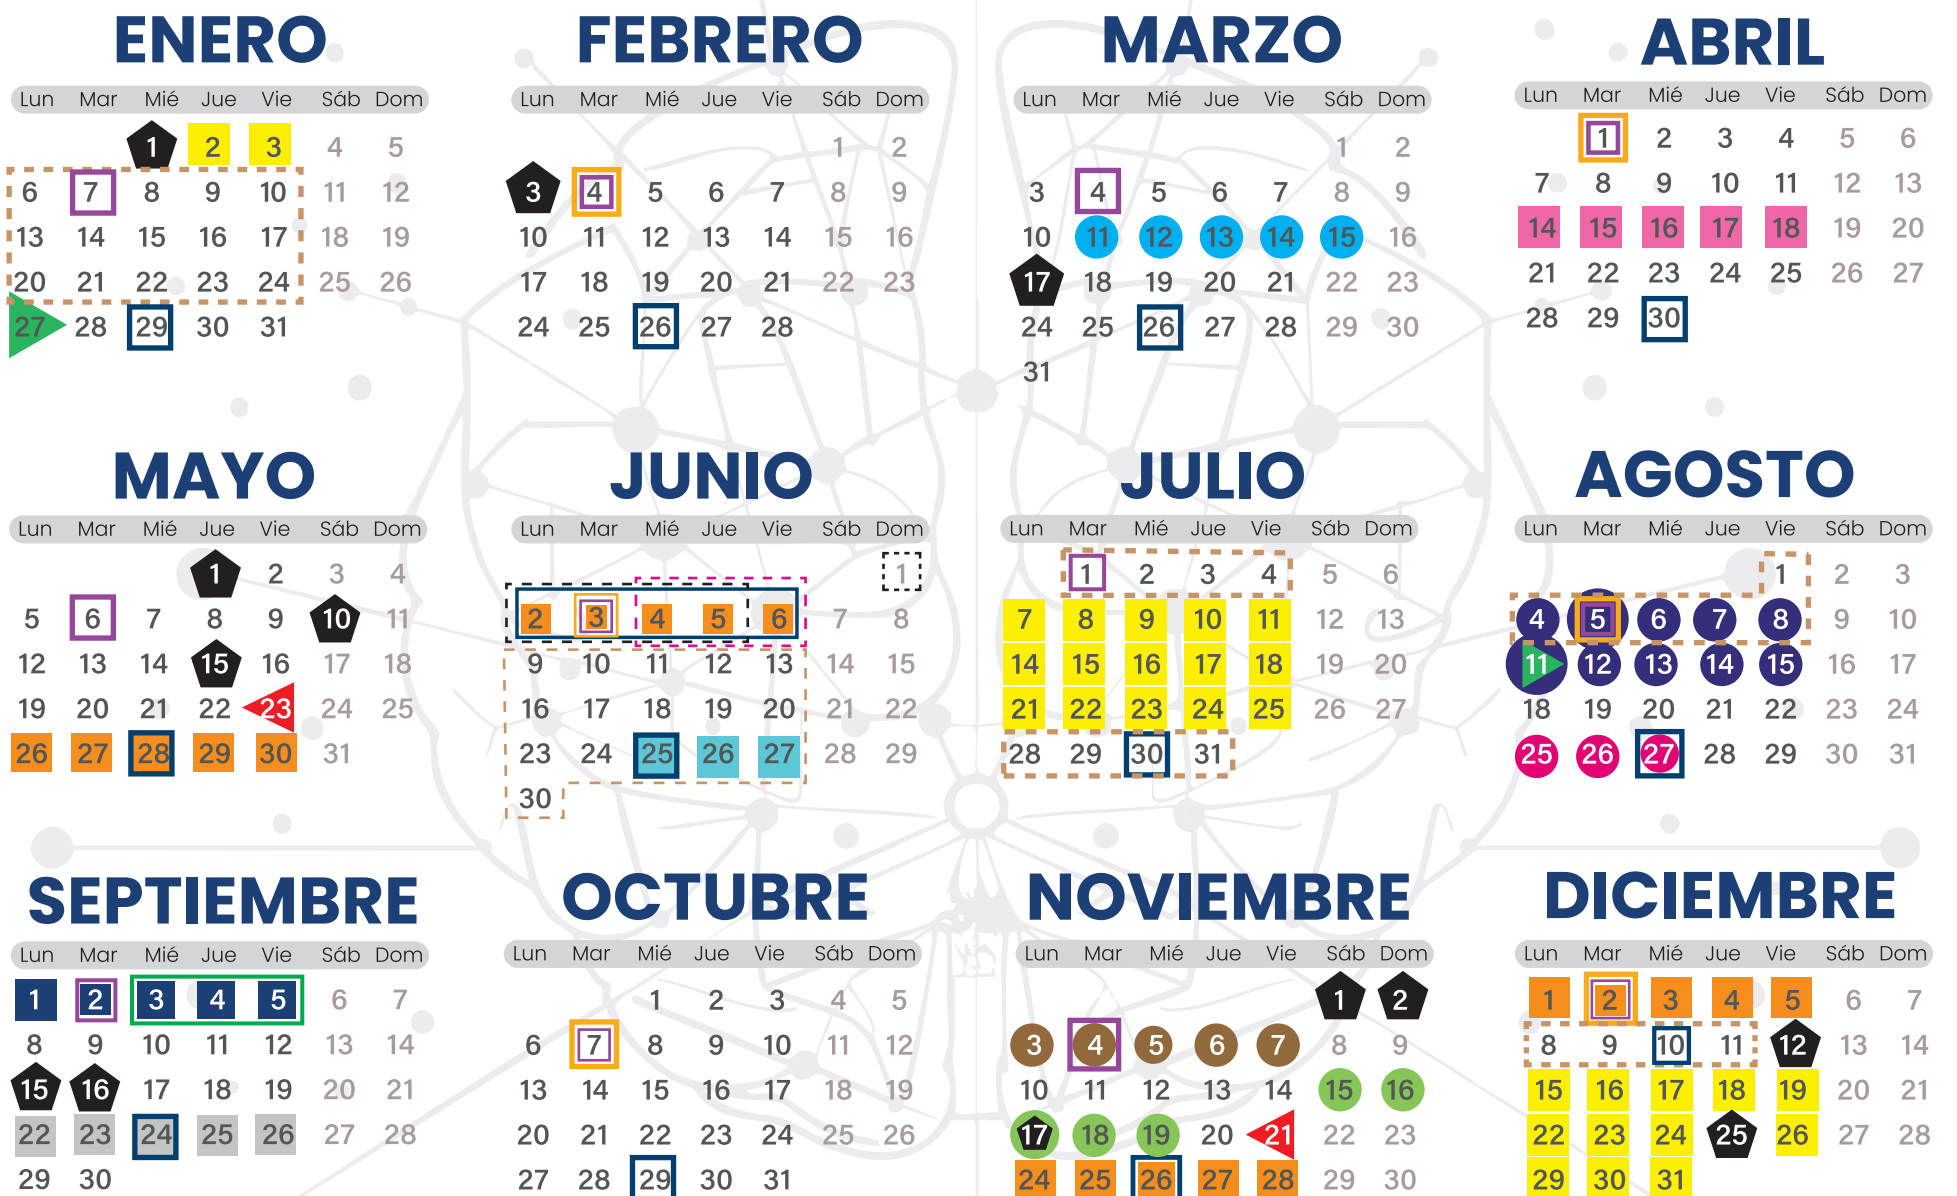 ENERO FEBRERO MARZO ABRIL
Lun Mar Mié Jue Vie Sáb Dom Lun Mar Mié Jue Vie Sáb Dom Lun Mar Mié Jue Vie Sáb Dom Lun Mar Mié Jue Vie Sáb Dom
1 2 3 4 5 1 2 1 2 1 2 3 4 5 6
6 7 8 9 10 11 12 3 4 5 6 7 8 9 3 4 5 6 7 8 9 7 8 9 10 11 12 13
13 14 15 16 17 18 19 10 11 12 13 14 15 16 10 11 12 13 14 15 16 14 15 16 17 18 19 20
20 21 22 23 24 25 26 17 18 19 20 21 22 23 17 18 19 20 21 22 23 21 22 23 24 25 26 27
27 28 29 30 31 24 25 26 27 28 24 25 26 27 28 29 30 28 29 30
31
MAYO JUNIO JULIO AGOSTO
Lun Mar Mié Jue Vie Sáb Dom Lun Mar Mié Jue Vie Sáb Dom Lun Mar Mié Jue Vie Sáb Dom Lun Mar Mié Jue Vie Sáb Dom
1 2 3 4 1 1 2 3 4 5 6 1 2 3
5 6 7 8 9 10 11 2 3 4 5 6 7 8 7 8 9 10 11 12 13 4 5 6 7 8 9 10
12 13 14 15 16 17 18 9 10 11 12 13 14 15 14 15 16 17 18 19 20 11 12 13 14 15 16 17
19 20 21 22 23 24 25 16 17 18 19 20 21 22 21 22 23 24 25 26 27 18 19 20 21 22 23 24
26 27 28 29 30 31 23 24 25 26 27 28 29 28 29 30 31 25 26 27 28 29 30 31
30
SEPTIEMBRE OCTUBRE NOVIEMBRE DICIEMBRE
Lun Mar Mié Jue Vie Sáb Dom Lun Mar Mié Jue Vie Sáb Dom Lun Mar Mié Jue Vie Sáb Dom Lun Mar Mié Jue Vie Sáb Dom
1 2 3 4 5 6 7 1 2 3 4 5 1 2 1 2 3 4 5 6 7
8 9 10 11 12 13 14 6 7 8 9 10 11 12 3 4 5 6 7 8 9 8 9 10 11 12 13 14
15 16 17 18 19 20 21 13 14 15 16 17 18 19 10 11 12 13 14 15 16 15 16 17 18 19 20 21
22 23 24 25 26 27 28 20 21 22 23 24 25 26 17 18 19 20 21 22 23 22 23 24 25 26 27 28
29 30 27 28 29 30 31 24 25 26 27 28 29 30 29 30 31